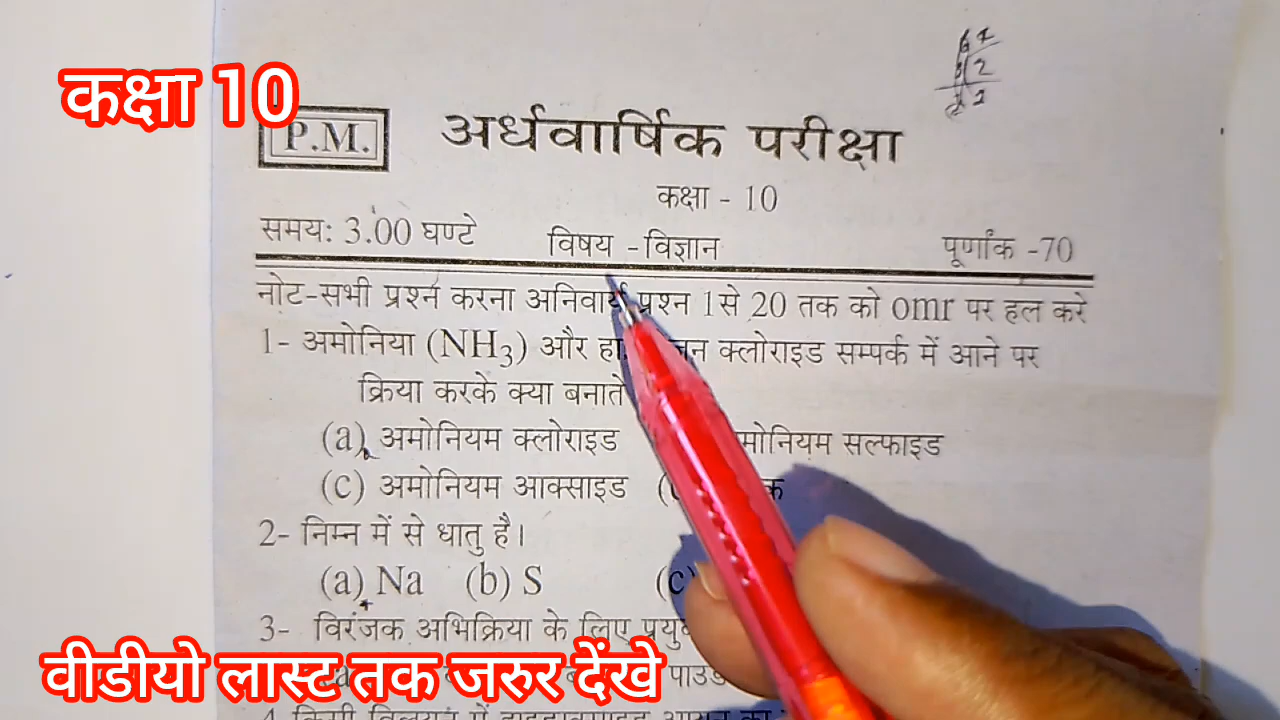 कक्षा 10
P.M. अर्धवार्षिक परीक्षा
कक्षा - 10
समय: 3.00 घण्टे विषय - विज्ञान पूर्णांक -70
नोट-सभी प्रश्न करना अनिवार्य प्रश्न 1से 20 तक को omr पर हल करे
1- अमोनिया (NH3) और क्लोराइड सम्पर्क में आने पर
क्रिया करके क्या बनाते
(a) अमोनियम क्लोराइड मोनियम सल्फाइड
(c) अमोनियम आक्साइड
2- निम्न में से धातु है।
(a) Na (b) S (c)
3- विरंजक अभिक्रिया के लिए
वीडीयो लास्ट तक जरुर देंखे